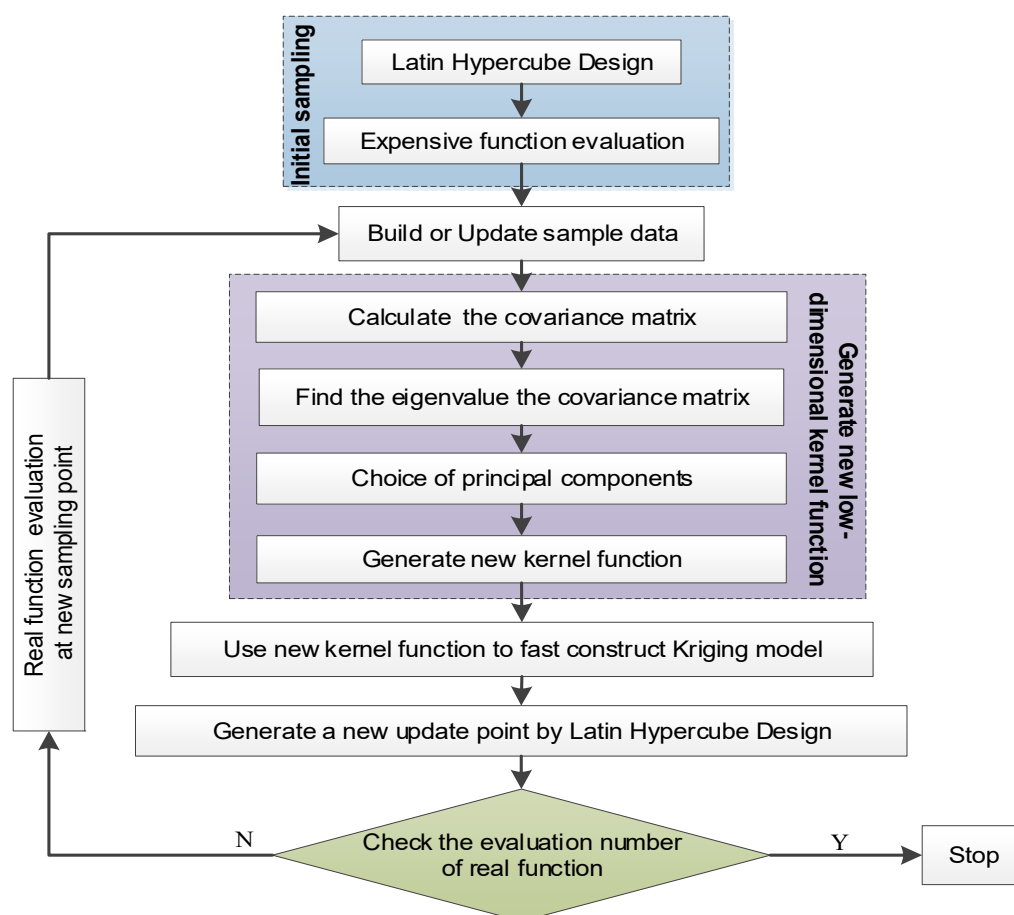 Initial sampling
Latin Hypercube Design
Expensive function evaluation
Build or Update sample data
Generate new low-
dimensional kernel function
Calculate the covariance matrix
Find the eigenvalue the covariance matrix
Choice of principal components
Generate new kernel function
Real function evaluation
at new sampling point
Use new kernel function to fast construct Kriging model
Generate a new update point by Latin Hypercube Design
N
Check the evaluation number
of real function
Y
Stop